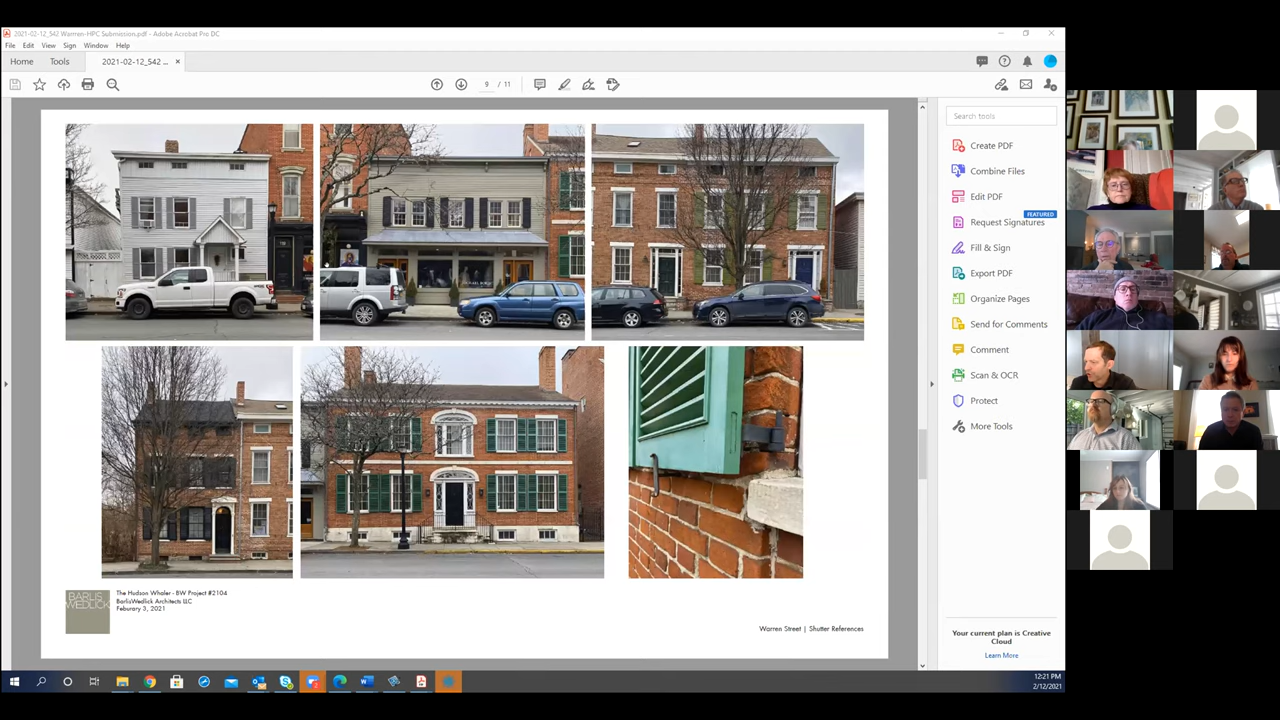 2021-02-12_542 Warren-HPC Submission.pdf - Adobe Acrobat Pro DC
File Edit View Sign Window Help
Home Tools 2021-02-12_542 ... ×
9 / 11
Search tools
Create PDF
Combine Files
Edit PDF
FEATURED
Request Signatures
Fill & Sign
Export PDF
Organize Pages
Send for Comments
Comment
Scan & OCR
Protect
More Tools
BARLIS
WEDLICK
The Hudson Whaler - BW Project #2104
BarlisWedlick Architects LLC
Feburary 3, 2021
Warren Street | Shutter References
Your current plan is Creative
Cloud
Learn More
12:21 PM
2/12/2021